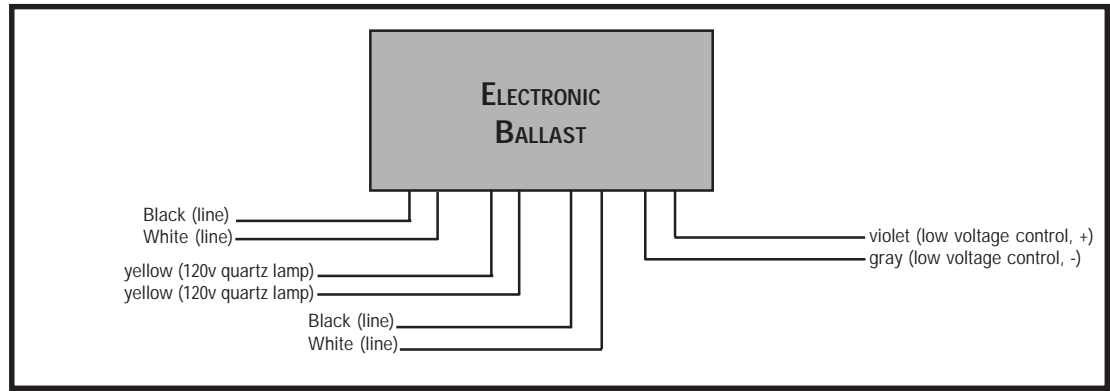 ELECTRONIC
BALLAST
Black (line)
White (line)
yellow (120v quartz lamp)
yellow (120v quartz lamp)
Black (line)
White (line)
violet (low voltage control, +)
gray (low voltage control, -)